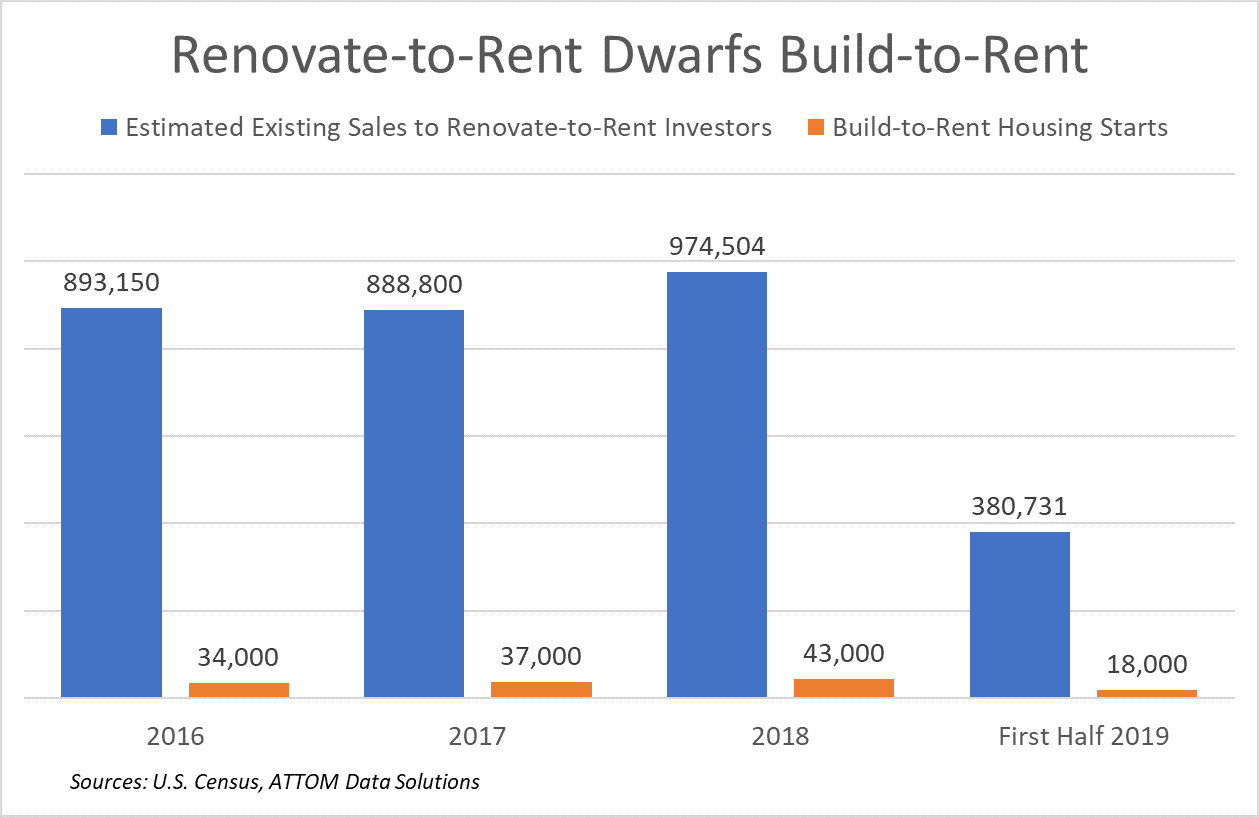 Renovate-to-Rent Dwarfs Build-to-Rent
Estimated Existing Sales to Renovate-to-Rent Investors Build-to-Rent Housing Starts
974,504
893,150
888,800
380,731
34,000
37,000
43,000
18,000
2016 2017 2018 First Half 2019
Sources: U.S. Census, ATTOM Data Solutions